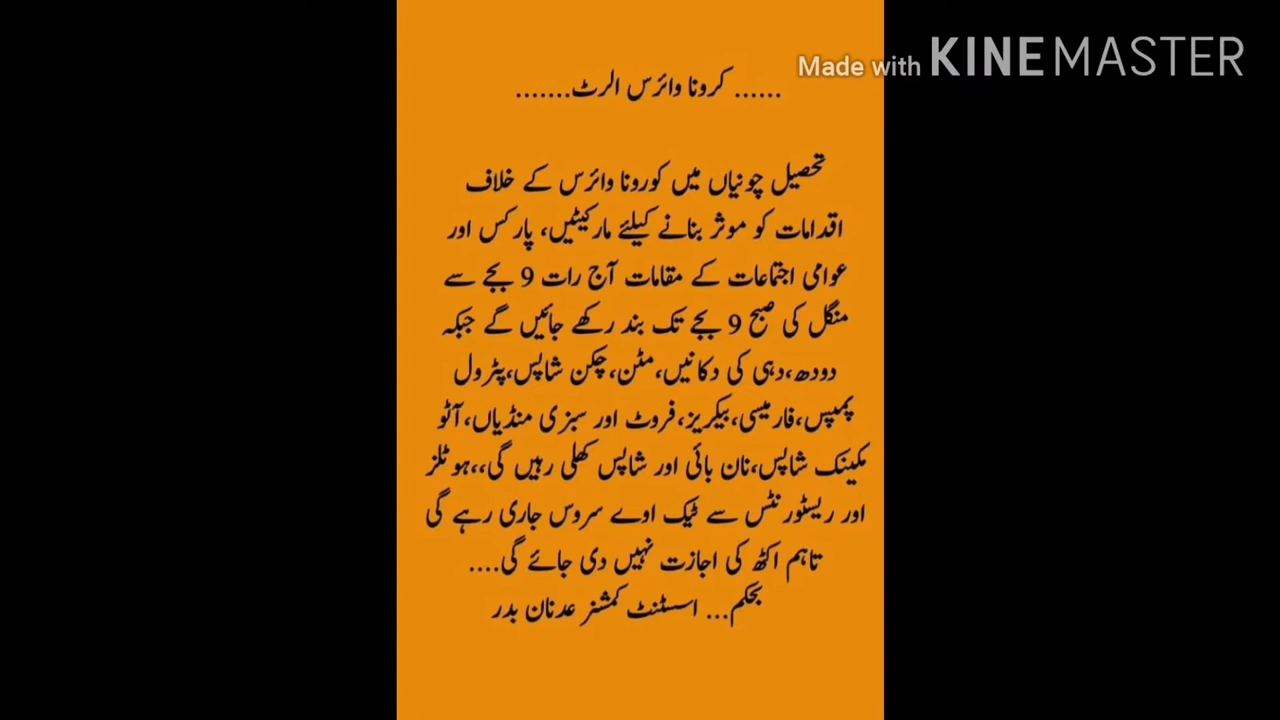 Made with KINEMASTER
...... کرونا وائرس الرٹ.......
تحصیل چونیاں میں کورونا وائرس کے خلاف
اقدامات کو موثر بنانے کیلئے مارکیٹیں، پارکس اور
عوامی اجتماعات کے مقامات آج رات 9 بجے سے
منگل کی صبح 9 بجے تک بند رکھے جائیں گے جبکہ
دودھ،دہی کی دکانیں،مٹن،چکن شاپس،پٹرول
پمپس،فارمیسی،بیکریز،فروٹ اور سبزی منڈیاں،آٹو
مکینک شاپس،نان بائی اور شاپس کھلی رہیں گی،،ہوٹلز
اور ریسٹورنٹس سے ٹیک اوے سروس جاری رہے گی
تاہم اکٹھ کی اجازت نہیں دی جائے گی....
بحکم... اسسٹنٹ کمشنر عدنان بدر